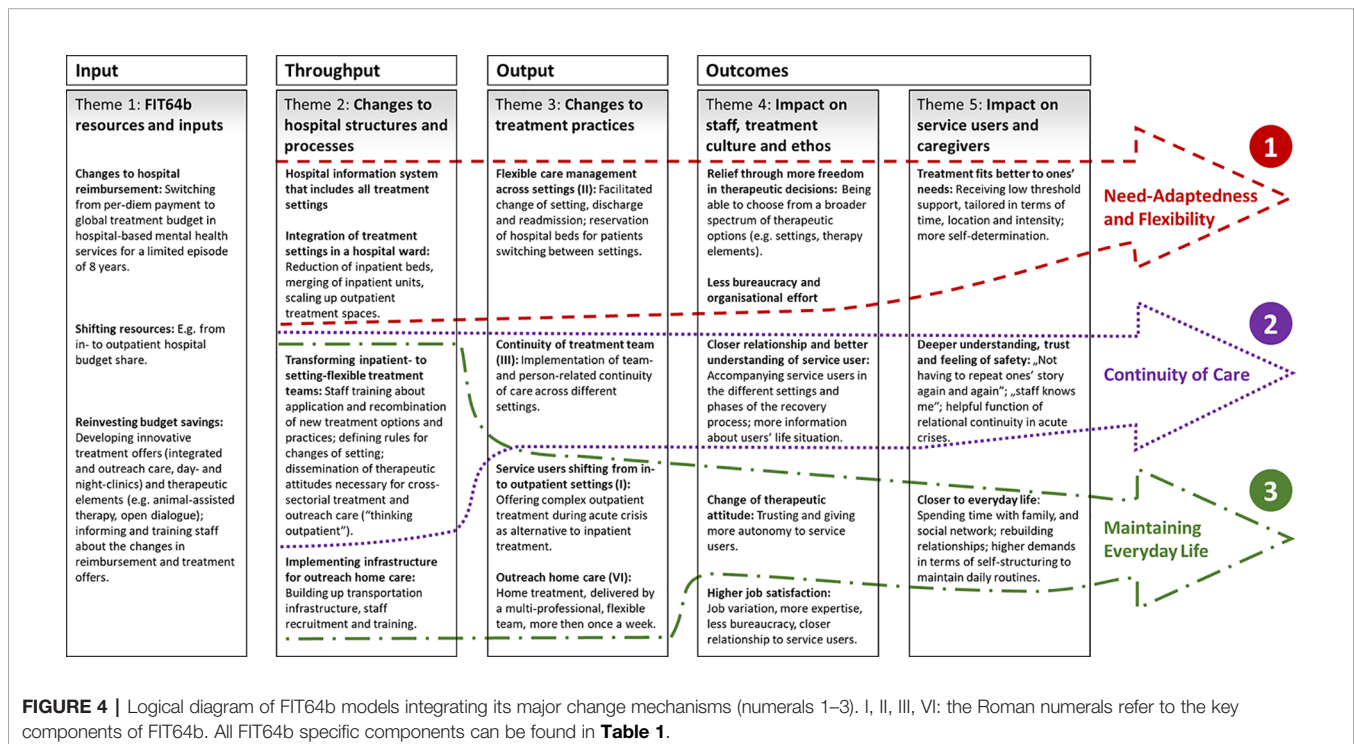 Input
Theme 1: FIT64b
resources and inputs
Changes to hospital
reimbursement: Switching
from per-diem payment to
global treatment budget in
hospital-based mental health
services for a limited episode
of 8 years.
Shifting resources: E.g. from
in- to outpatient hospital
budget share.
Reinvesting budget savings:
Developing innovative
treatment offers (integrated
and outreach care, day- and
night-clinics) and therapeutic
elements (e.g. animal-assisted
therapy, open dialogue);
informing and training staff
about the changes in
reimbursement and treatment
offers.
Throughput
Theme 2: Changes to
hospital structures and
processes
Hospital information system
that includes all treatment
settings
Integration of treatment
settings in a hospital ward:
Reduction of inpatient beds,
merging of inpatient units,
scaling up outpatient
treatment spaces.
Transforming inpatient- to
setting-flexible treatment
teams: Staff training about
application and recombination
of new treatment options and
practices; defining rules for
changes of setting;
dissemination of therapeutic
attitudes necessary for cross-
sectorial treatment and
outreach care (“thinking
outpatient”).
Implementing infrastructure
for outreach home care:
Building up transportation
infrastructure, staff
recruitment and training.
Output
Theme 3: Changes to
treatment practices
Flexible care management
across settings (II): Facilitated
change of setting, discharge
and readmission; reservation
of hospital beds for patients
switching between settings.
Continuity of treatment team
(III): Implementation of team-
and person-related continuity
of care across different
settings.
Service users shifting from in-
to outpatient settings (I):
Offering complex outpatient
treatment during acute crisis
as alternative to inpatient
treatment.
Outreach home care (VI):
Home treatment, delivered by
a multi-professional, flexible
team, more then once a week.
Outcomes
Theme 4: Impact on
staff, treatment
culture and ethos
Relief through more freedom
in therapeutic decisions: Being
able to choose from a broader
spectrum of therapeutic
options (e.g. settings, therapy
elements).
Less bureaucracy and
organisational effort
Closer relationship and better
understanding of service user:
Accompanying service users in
the different settings and
phases of the recovery
process; more information
about users’ life situation.
Change of therapeutic
attitude: Trusting and giving
more autonomy to service
users.
Higher job satisfaction:
Job variation, more expertise,
less bureaucracy, closer
relationship to service users.
Theme 5: Impact on
service users and
caregivers
Treatment fits better to ones’
needs: Receiving low threshold
support, tailored in terms of
time, location and intensity;
more self-determination.
Deeper understanding, trust
and feeling of safety: „Not
having to repeat ones’ story
again and again”; „staff knows
me“; helpful function of
relational continuity in acute
crises.
Closer to everyday life:
Spending time with family, and
social network; rebuilding
relationships; higher demands
in terms of self-structuring to
maintain daily routines.
1
Need-Adaptedness
and Flexibility
2
Continuity of Care
3
Maintaining
Everyday Life
FIGURE 4 | Logical diagram of FIT64b models integrating its major change mechanisms (numerals 1–3). I, II, III, VI: the Roman numerals refer to the key
components of FIT64b. All FIT64b specific components can be found in Table 1.